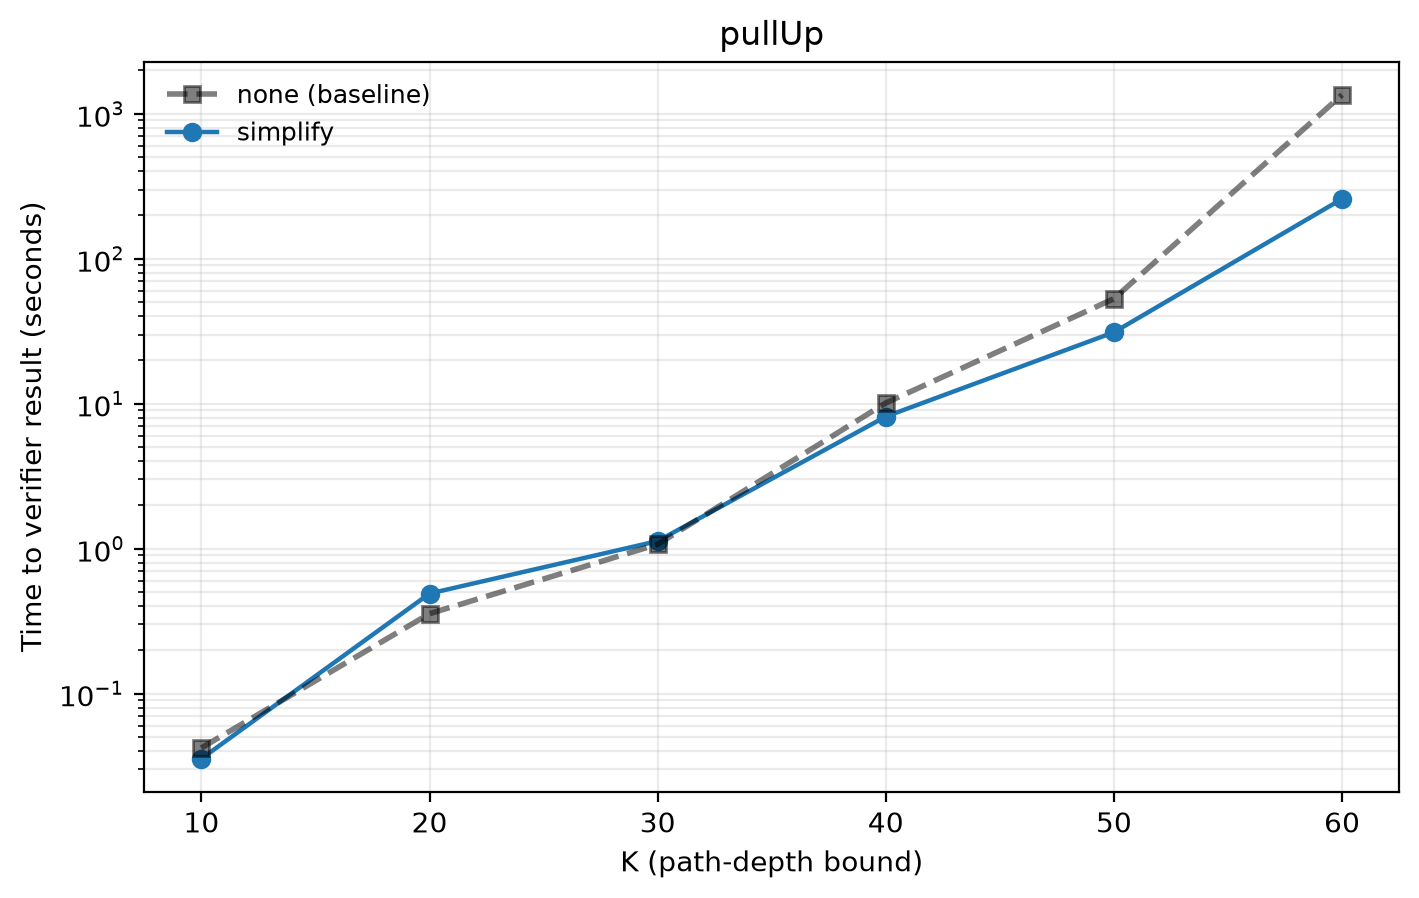 pullUp
none (baseline)
simplify
Time to verifier result (seconds)
10³
10²
10¹
10⁰
10⁻¹
10 20 30 40 50 60
K (path-depth bound)